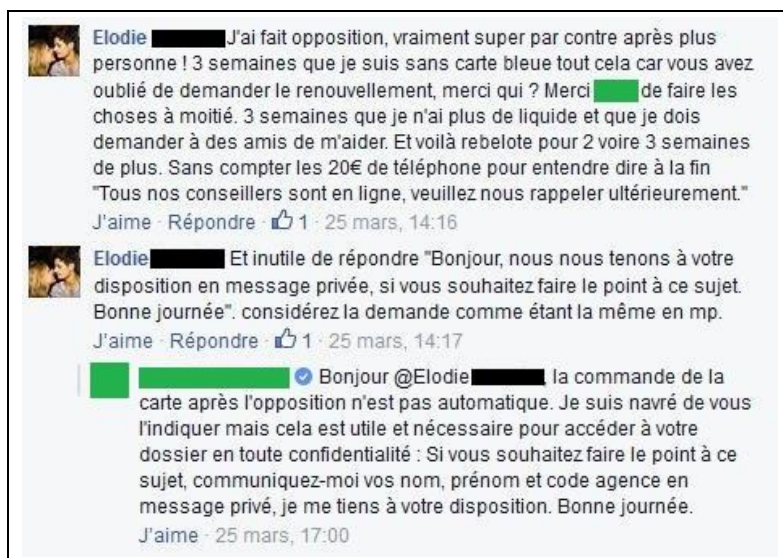 Elodie J'ai fait opposition, vraiment super par contre après plus
personne ! 3 semaines que je suis sans carte bleue tout cela car vous avez
oublié de demander le renouvellement, merci qui ? Merci de faire les
choses à moitié. 3 semaines que je n'ai plus de liquide et que je dois
demander à des amis de m'aider. Et voilà rebelote pour 2 voire 3 semaines
de plus. Sans compter les 20€ de téléphone pour entendre dire à la fin
"Tous nos conseillers sont en ligne, veuillez nous rappeler ultérieurement."
J'aime · Répondre · 1 · 25 mars, 14:16
Elodie Et inutile de répondre "Bonjour, nous nous tenons à votre
disposition en message privée, si vous souhaitez faire le point à ce sujet.
Bonne journée". considérez la demande comme étant la même en mp.
J'aime · Répondre · 1 · 25 mars, 14:17
Bonjour @Elodie , la commande de la
carte après l'opposition n'est pas automatique. Je suis navré de vous
l'indiquer mais cela est utile et nécessaire pour accéder à votre
dossier en toute confidentialité : Si vous souhaitez faire le point à ce
sujet, communiquez-moi vos nom, prénom et code agence en
message privé, je me tiens à votre disposition. Bonne journée.
J'aime · 25 mars, 17:00